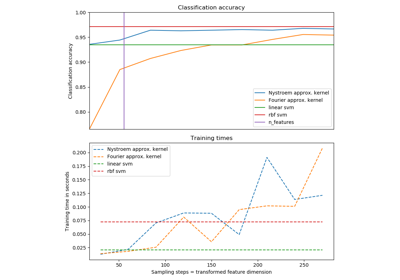 Classification accuracy
1.00
0.95
0.90
0.85
0.80
Classification accuracy
Nystroem approx. kernel
Fourier approx. kernel
linear svm
rbf svm
n_features
Training times
Nystroem approx. kernel
Fourier approx. kernel
linear svm
rbf svm
0.200
0.175
0.150
0.125
0.100
0.075
0.050
0.025
Training time in seconds
50
100
150
200
250
Sampling steps = transformed feature dimension